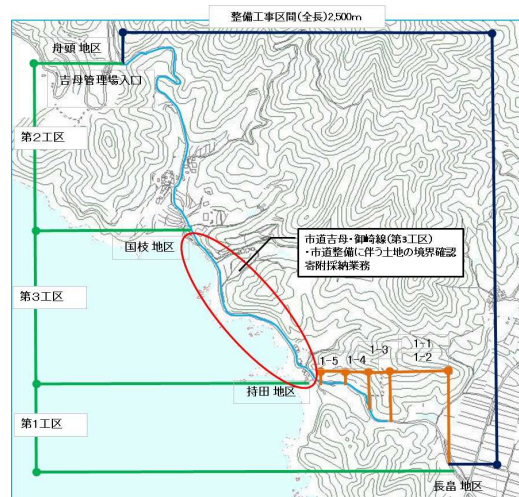 整備工事区間(全長)2,500m
舟頭 地区
吉母管理場入口
第2工区
国枝 地区
市道吉母・御崎線(第3工区)
・市道整備に伴う土地の境界確認
寄附採納業務
第3工区
1-1
1-2
1-3
1-4
1-5
持田 地区
第1工区
長畠 地区